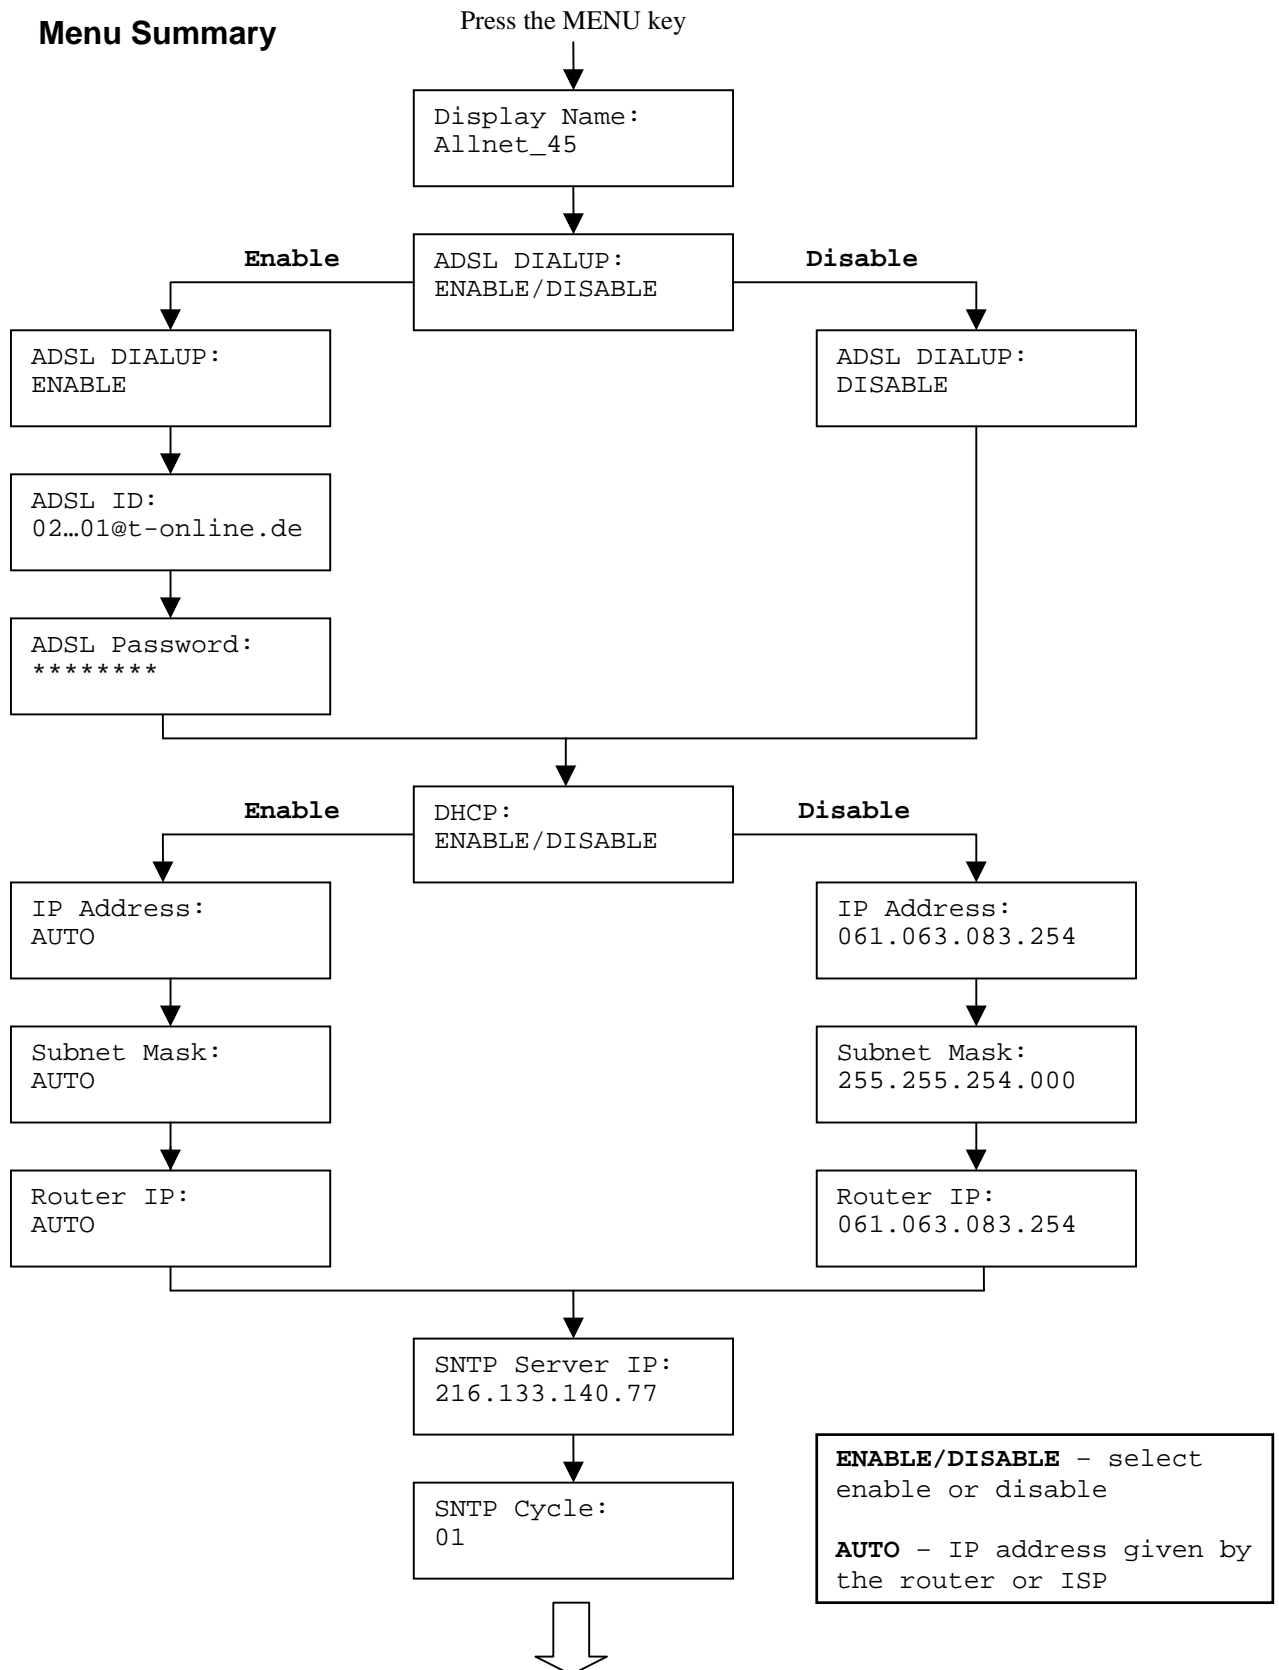 Menu Summary
Press the MENU key
Display Name:
Allnet_45
Enable
ADSL DIALUP:
ENABLE/DISABLE
Disable
ADSL DIALUP:
ENABLE
ADSL DIALUP:
DISABLE
ADSL ID:
02…01@t-online.de
ADSL Password:
********
Enable
DHCP:
ENABLE/DISABLE
Disable
IP Address:
AUTO
IP Address:
061.063.083.254
Subnet Mask:
AUTO
Subnet Mask:
255.255.254.000
Router IP:
AUTO
Router IP:
061.063.083.254
SNTP Server IP:
216.133.140.77
SNTP Cycle:
01
ENABLE/DISABLE – select
enable or disable
AUTO – IP address given by
the router or ISP